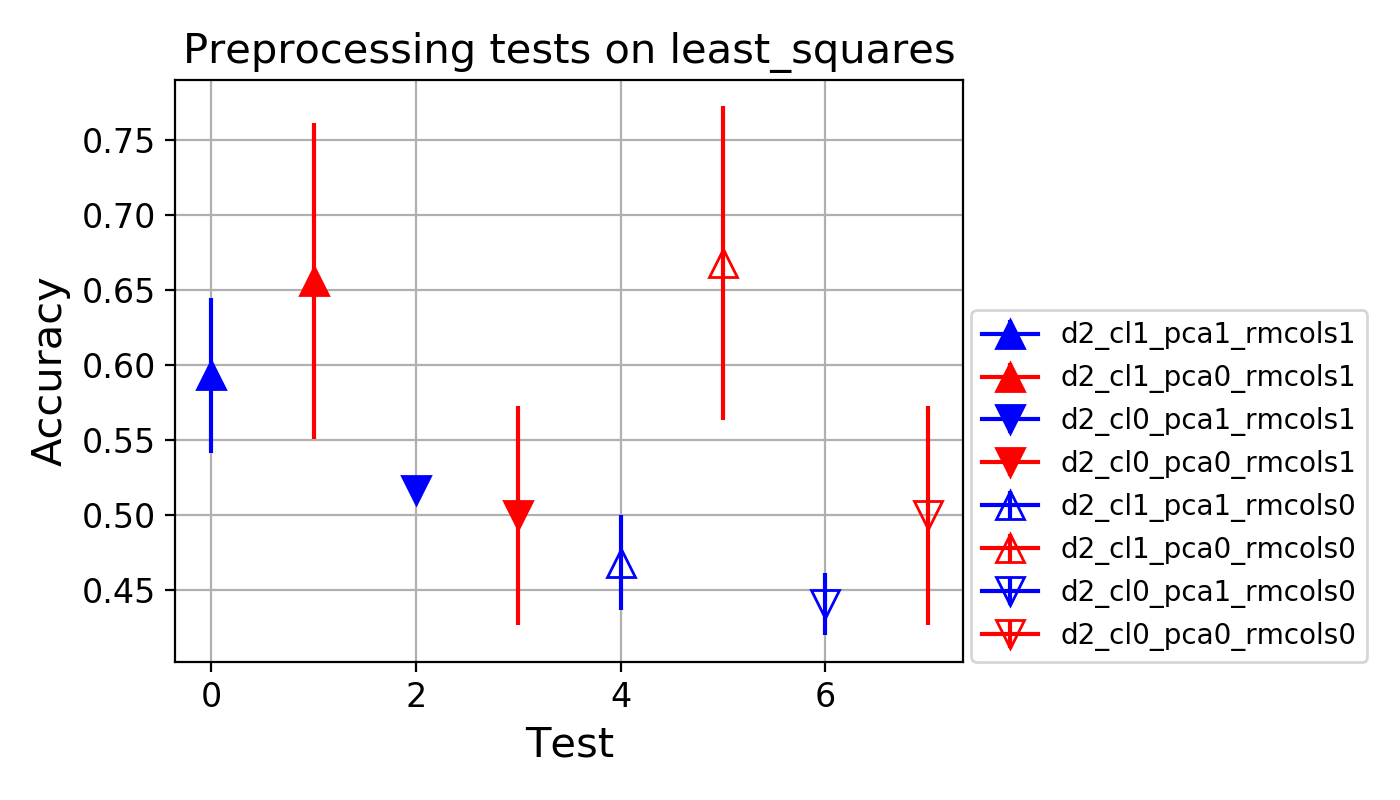 Preprocessing tests on least_squares
Accuracy
0.75
0.70
0.65
0.60
0.55
0.50
0.45
0 2 4 6
Test
d2_cl1_pca1_rmcols1
d2_cl1_pca0_rmcols1
d2_cl0_pca1_rmcols1
d2_cl0_pca0_rmcols1
d2_cl1_pca1_rmcols0
d2_cl1_pca0_rmcols0
d2_cl0_pca1_rmcols0
d2_cl0_pca0_rmcols0